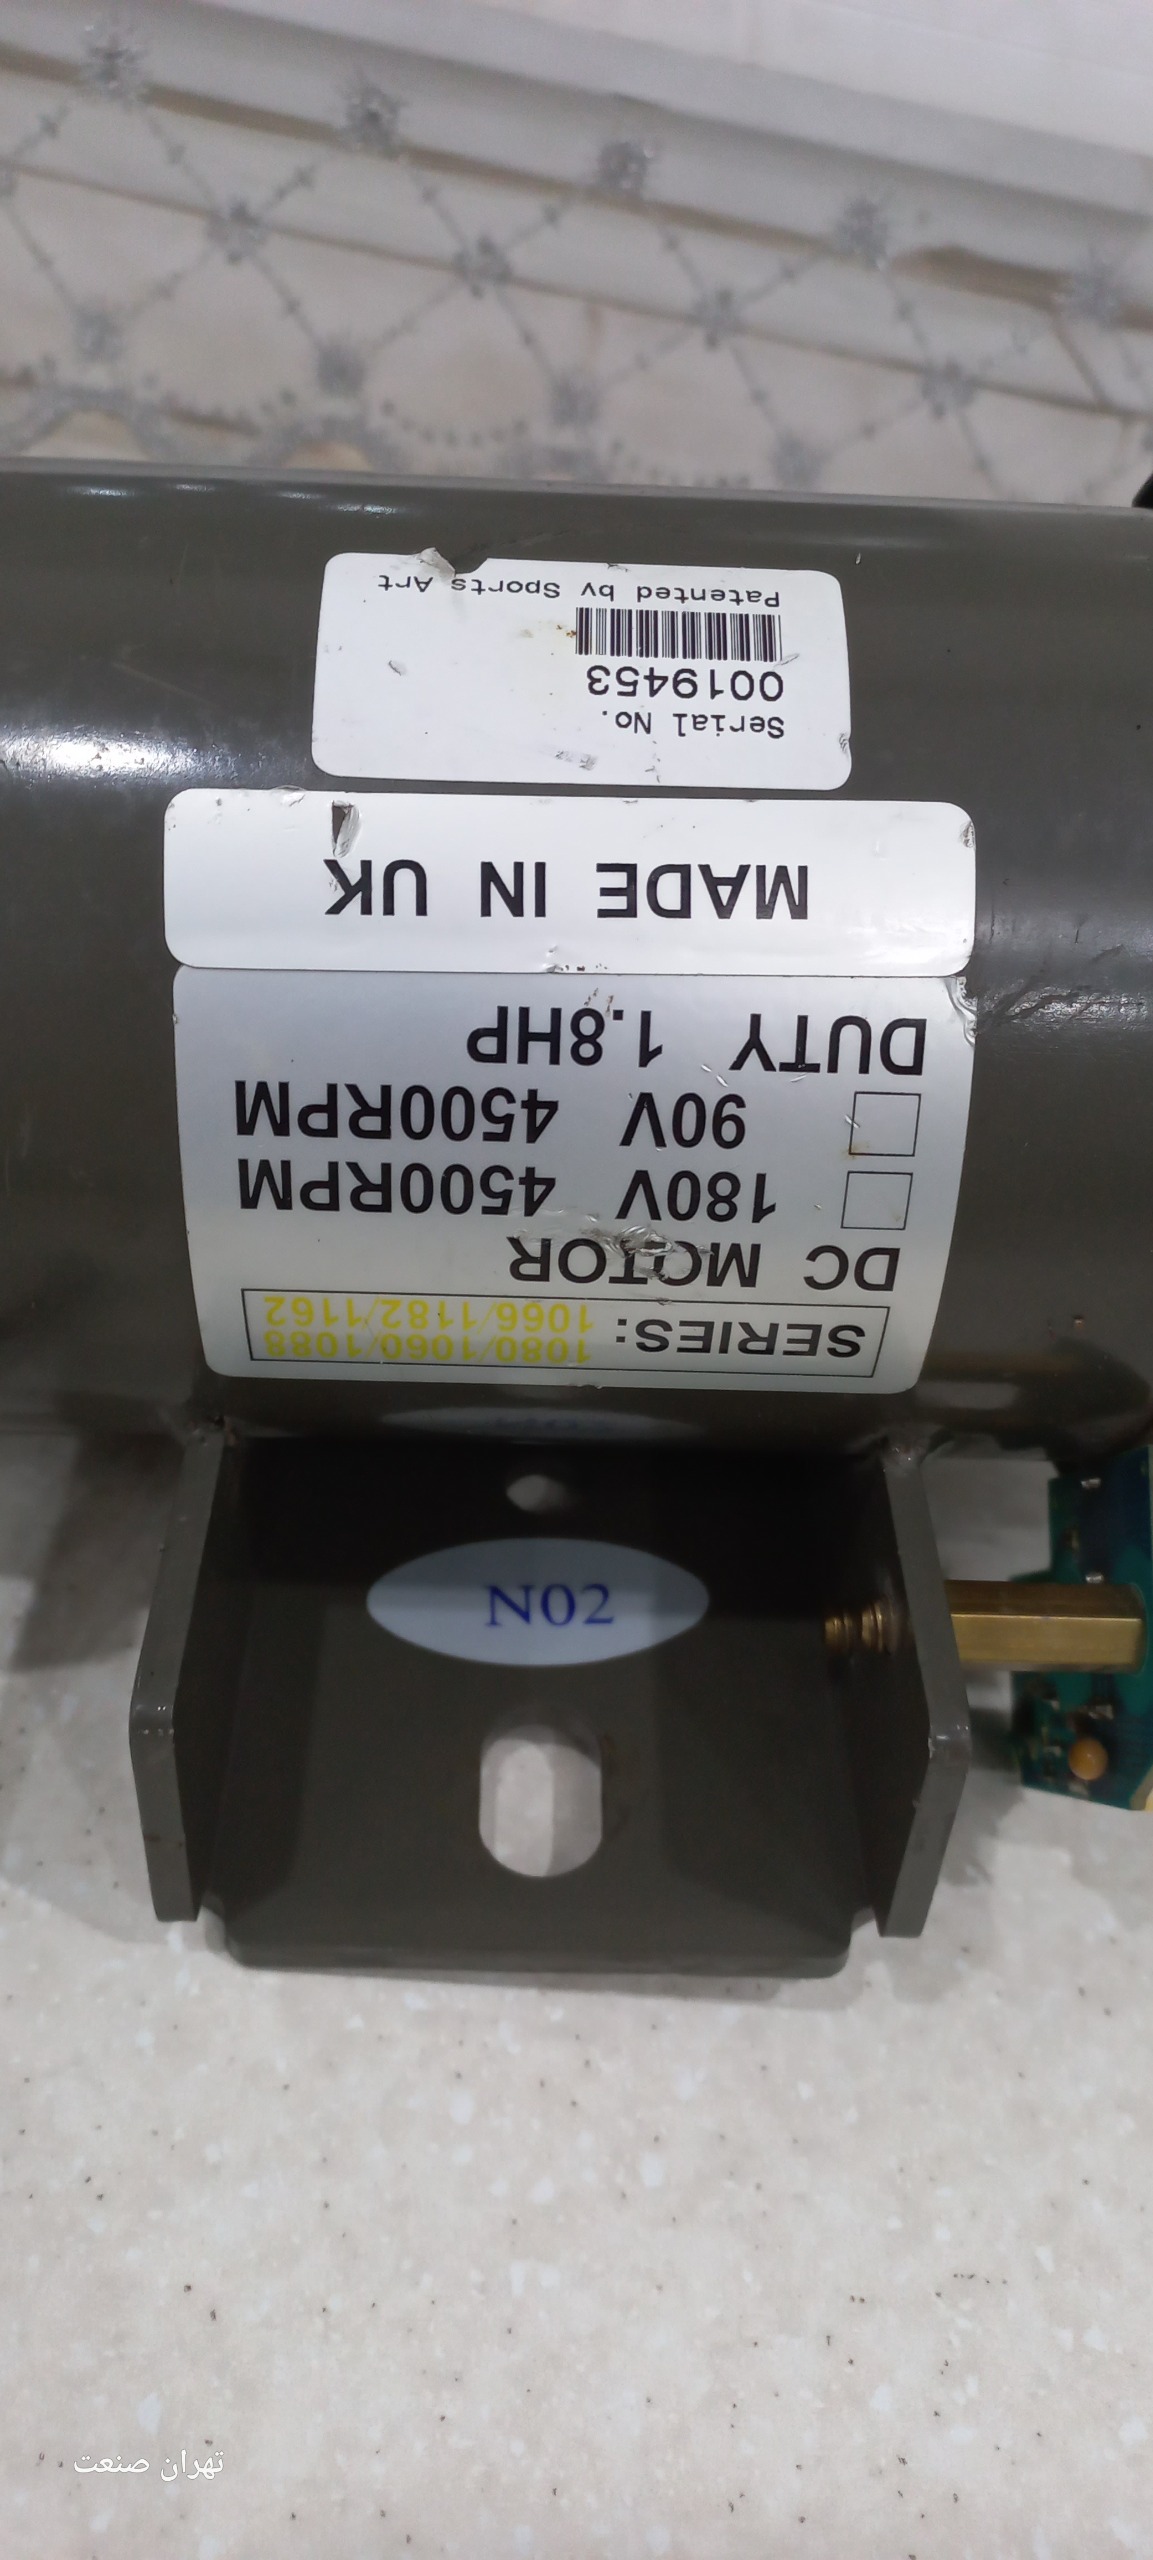 SERIES: 1080/1060/1088
1066/1182/1162
DC MOTOR
180V 4500RPM
90V 4500RPM
DUTY 1.8HP
MADE IN UK
Serial No.
0019453
Patented by Sports Art
N02
تهران صنعت